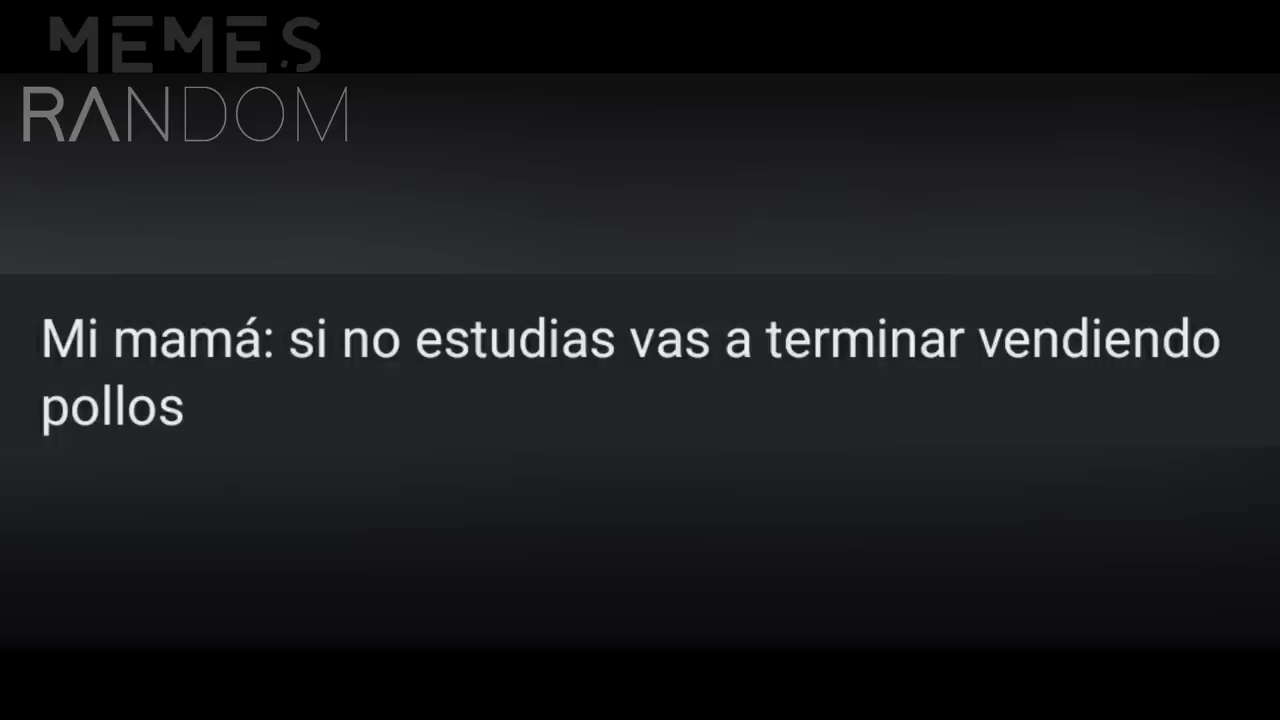 MEMES
RANDOM
Mi mamá: si no estudias vas a terminar vendiendo
pollos